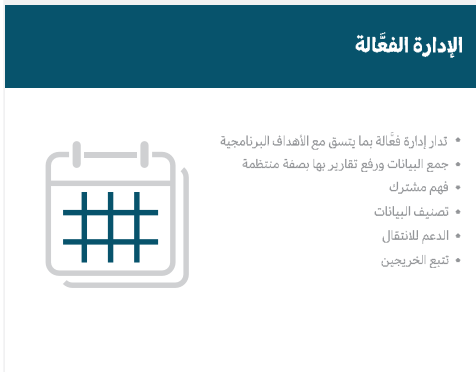 الإدارة الفعَّالة
• تدار إدارة فعَّالة بما يتسق مع الأهداف البرنامجية
• جمع البيانات ورفع تقارير بها بصفة منتظمة
• فهم مشترك
• تصنيف البيانات
• الدعم للانتقال
• تتبع الخريجين